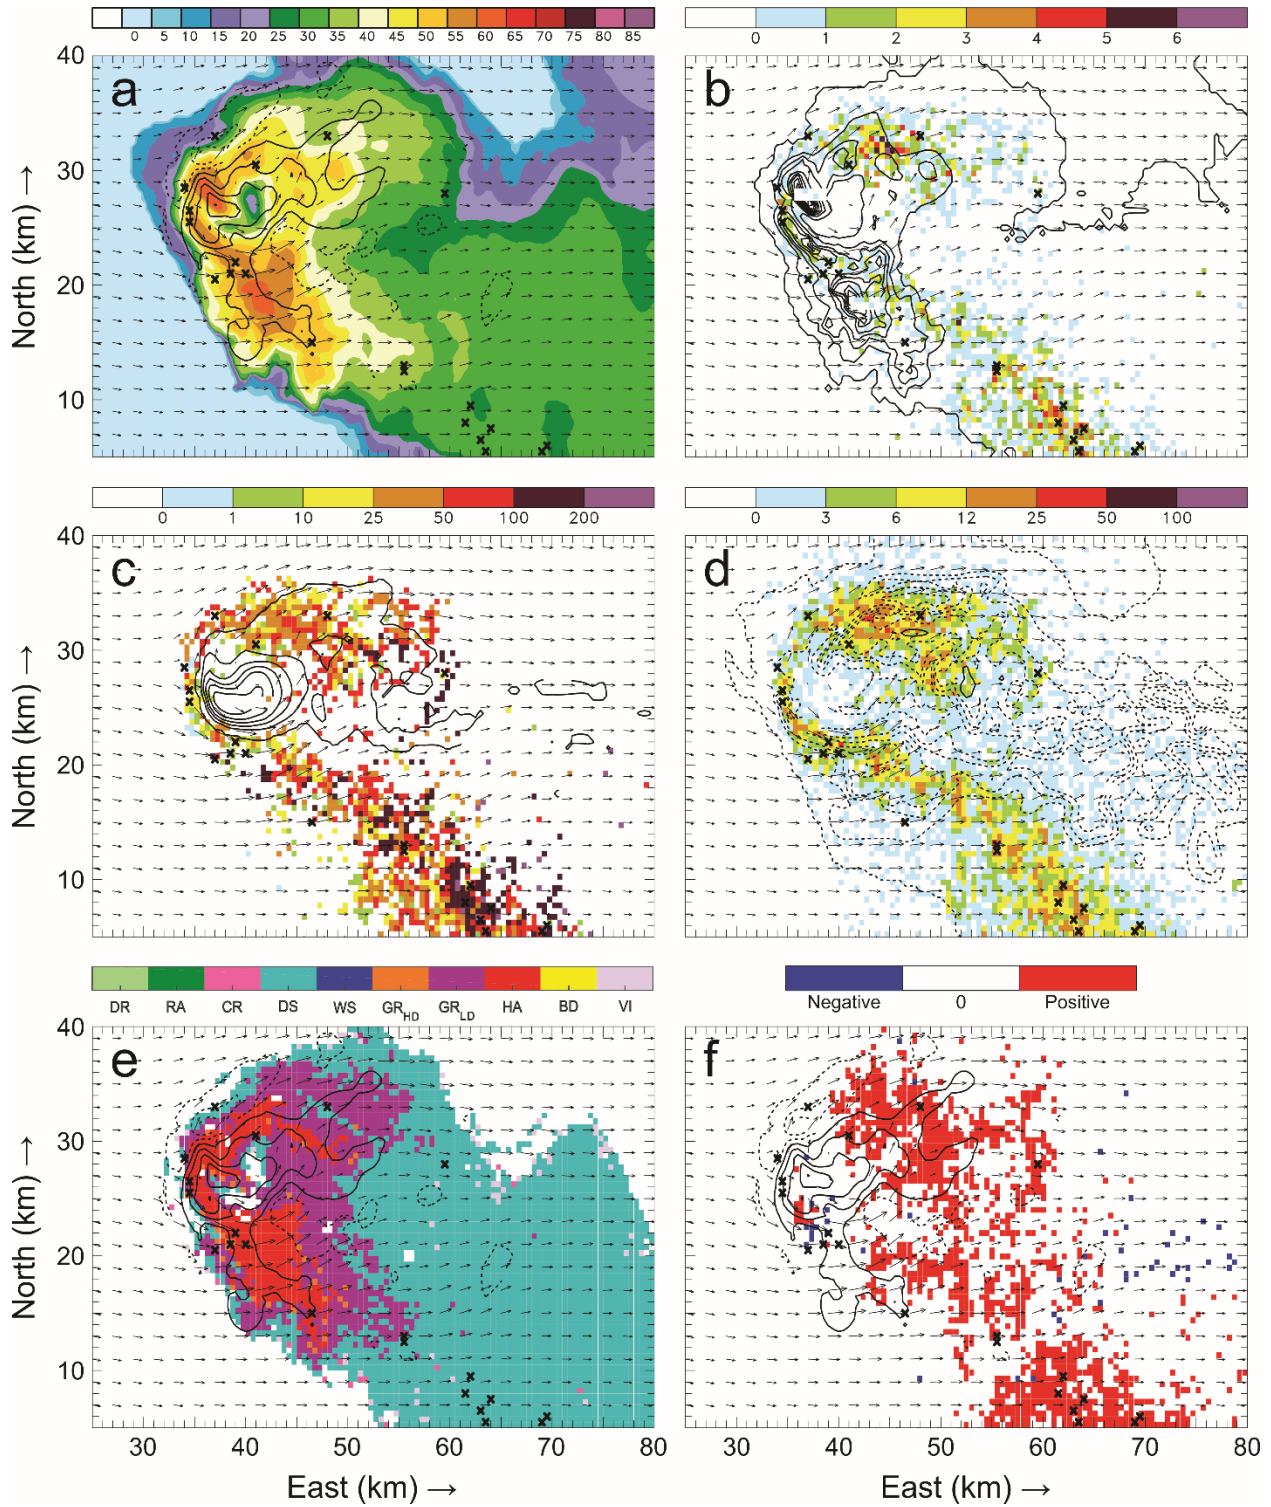 0 5 10 15 20 25 30 35 40 45 50 55 60 65 70 75 80 85
0 1 2 3 4 5 6
a
b
40
30
20
10
North (km) →
0 1 10 25 50 100 200
0 3 6 12 25 50 100
c
d
40
30
20
10
North (km) →
DR RA CR DS WS GR_HD GR_LD HA BD VI
Negative 0 Positive
e
f
40
30
20
10
North (km) →
30 40 50 60 70 80
30 40 50 60 70 80
East (km) →
East (km) →